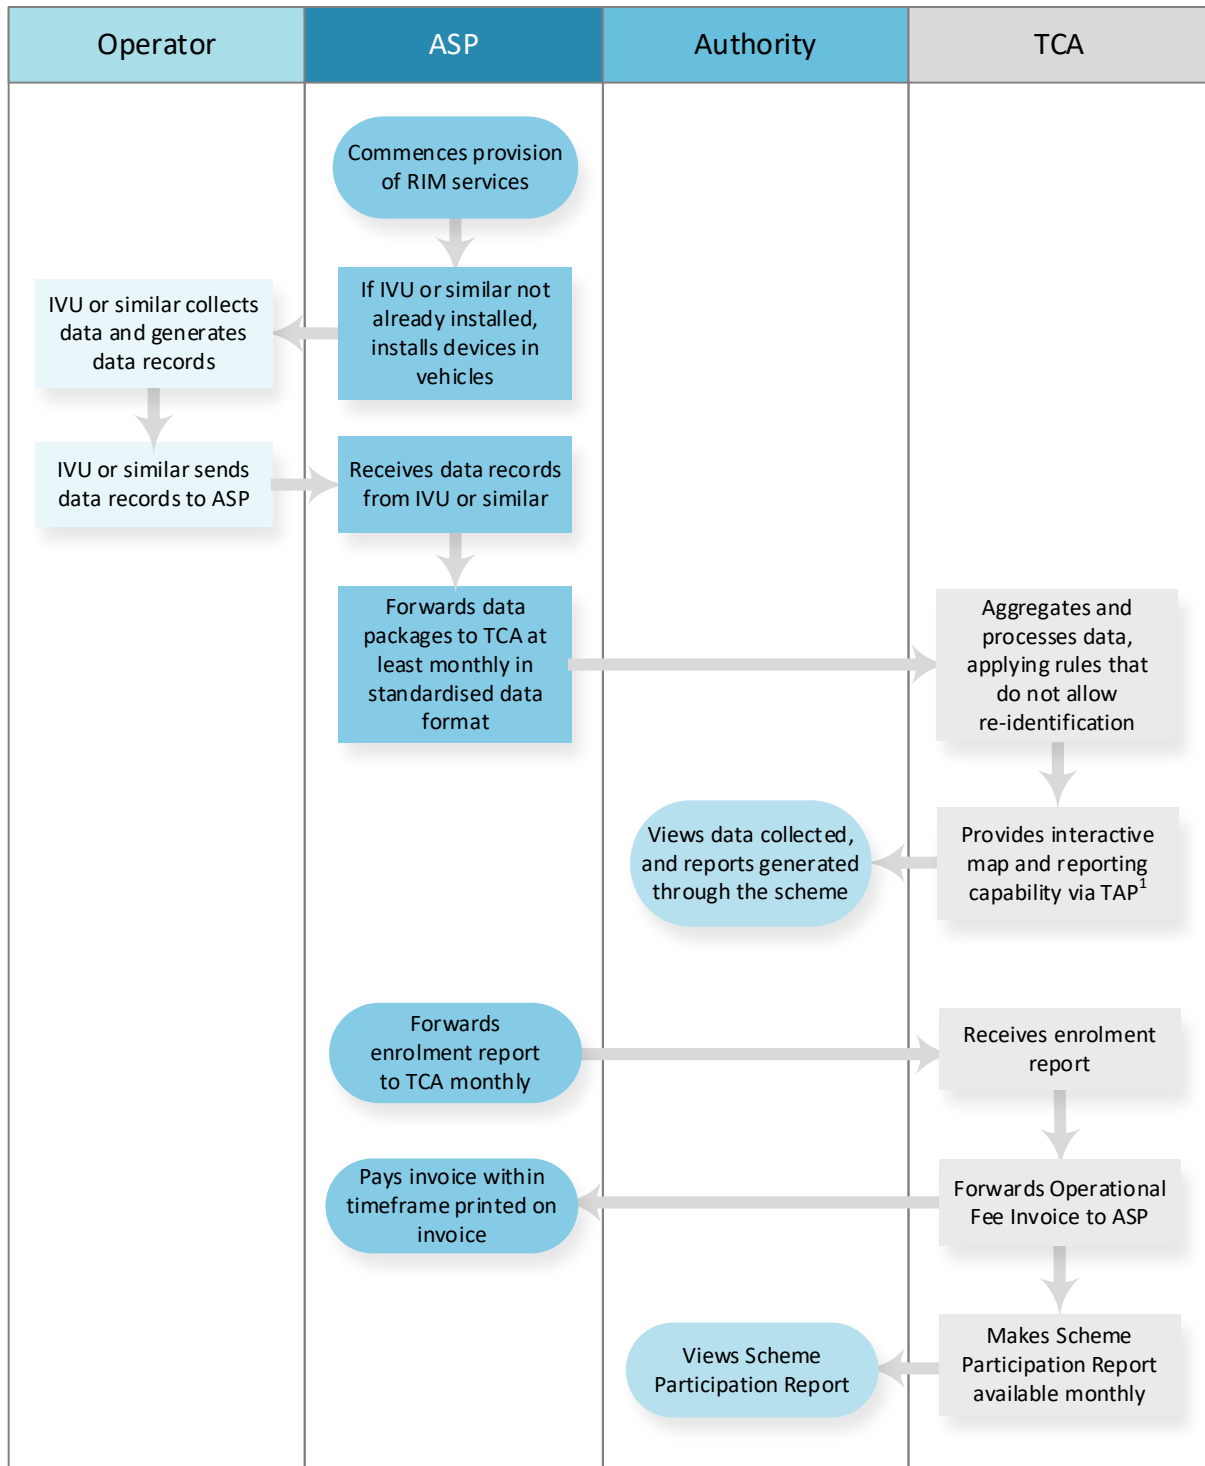 Operator
ASP
Authority
TCA
Commences provision
of RIM services
If IVU or similar not
already installed,
installs devices in
vehicles
IVU or similar collects
data and generates
data records
IVU or similar sends
data records to ASP
Receives data records
from IVU or similar
Forwards data
packages to TCA at
least monthly in
standardised data
format
Aggregates and
processes data,
applying rules that
do not allow
re-identification
Provides interactive
map and reporting
capability via TAP¹
Views data collected,
and reports generated
through the scheme
Forwards
enrolment report
to TCA monthly
Receives enrolment
report
Forwards Operational
Fee Invoice to ASP
Pays invoice within
timeframe printed on
invoice
Makes Scheme
Participation Report
available monthly
Views Scheme
Participation Report